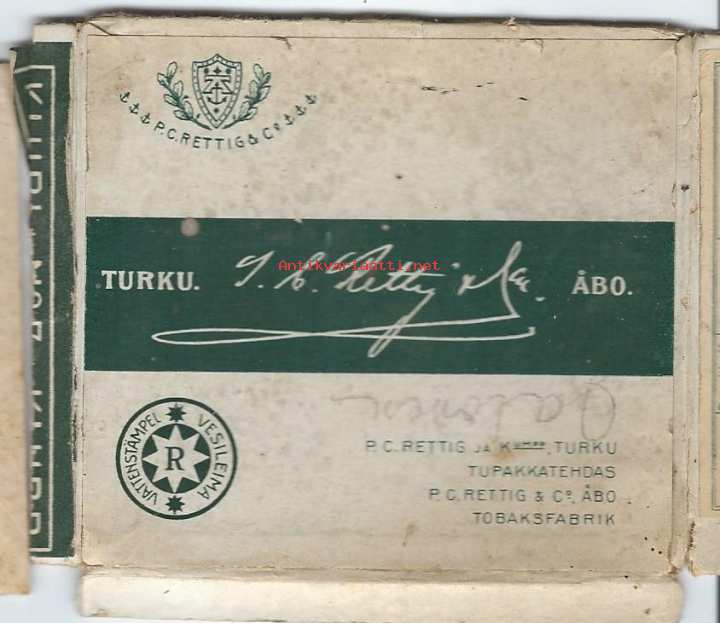 P.C. RETTIG & Cº
TURKU.
P. C. Rettig & Co.
ÅBO.
Antikvariaatti.net
VATTENSTÄMPEL
VESILEIMA
R
P.C. RETTIG JA KUMPP., TURKU
TUPAKKATEHDAS
P.C. RETTIG & Cº, ÅBO
TOBAKSFABRIK